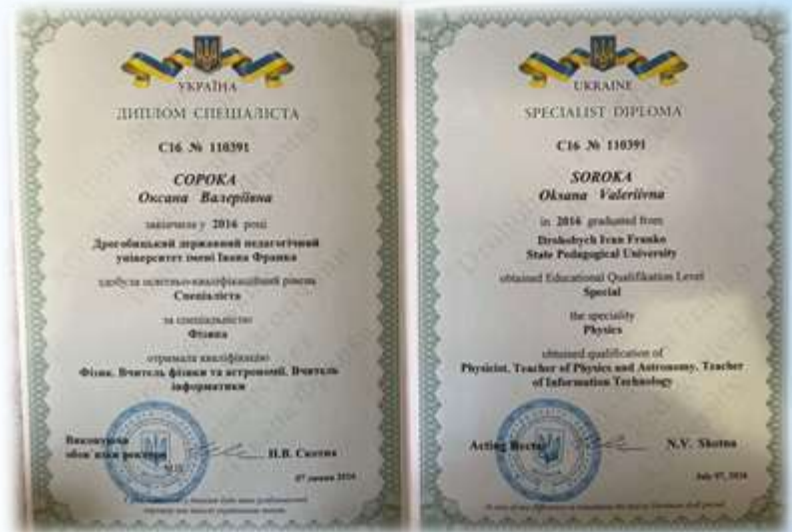 УКРАЇНА
ДИПЛОМ СПЕЦІАЛІСТА
С16 № 110391
СОРОКА
Оксана Валеріївна
закінчила у 2016 році
Дрогобицький державний педагогічний
університет імені Івана Франка
здобула освітньо-кваліфікаційний рівень
Спеціаліста
за спеціальністю
Фізика
отримала кваліфікацію
Фізик. Вчитель фізики та астрономії. Вчитель
інформатики
Виконувача
обов'язки ректора
Н.В. Скотна
07 липня 2016
UKRAINE
SPECIALIST DIPLOMA
C16 № 110391
SOROKA
Oksana Valeriivna
in 2016 graduated from
Drohobych Ivan Franko
State Pedagogical University
obtained Educational Qualifikation Level
Special
the speciality
Physics
obtained qualification of
Physicist, Teacher of Physics and Astronomy, Teacher
of Information Technology
Acting Rector
N.V. Skotna
July 07, 2016